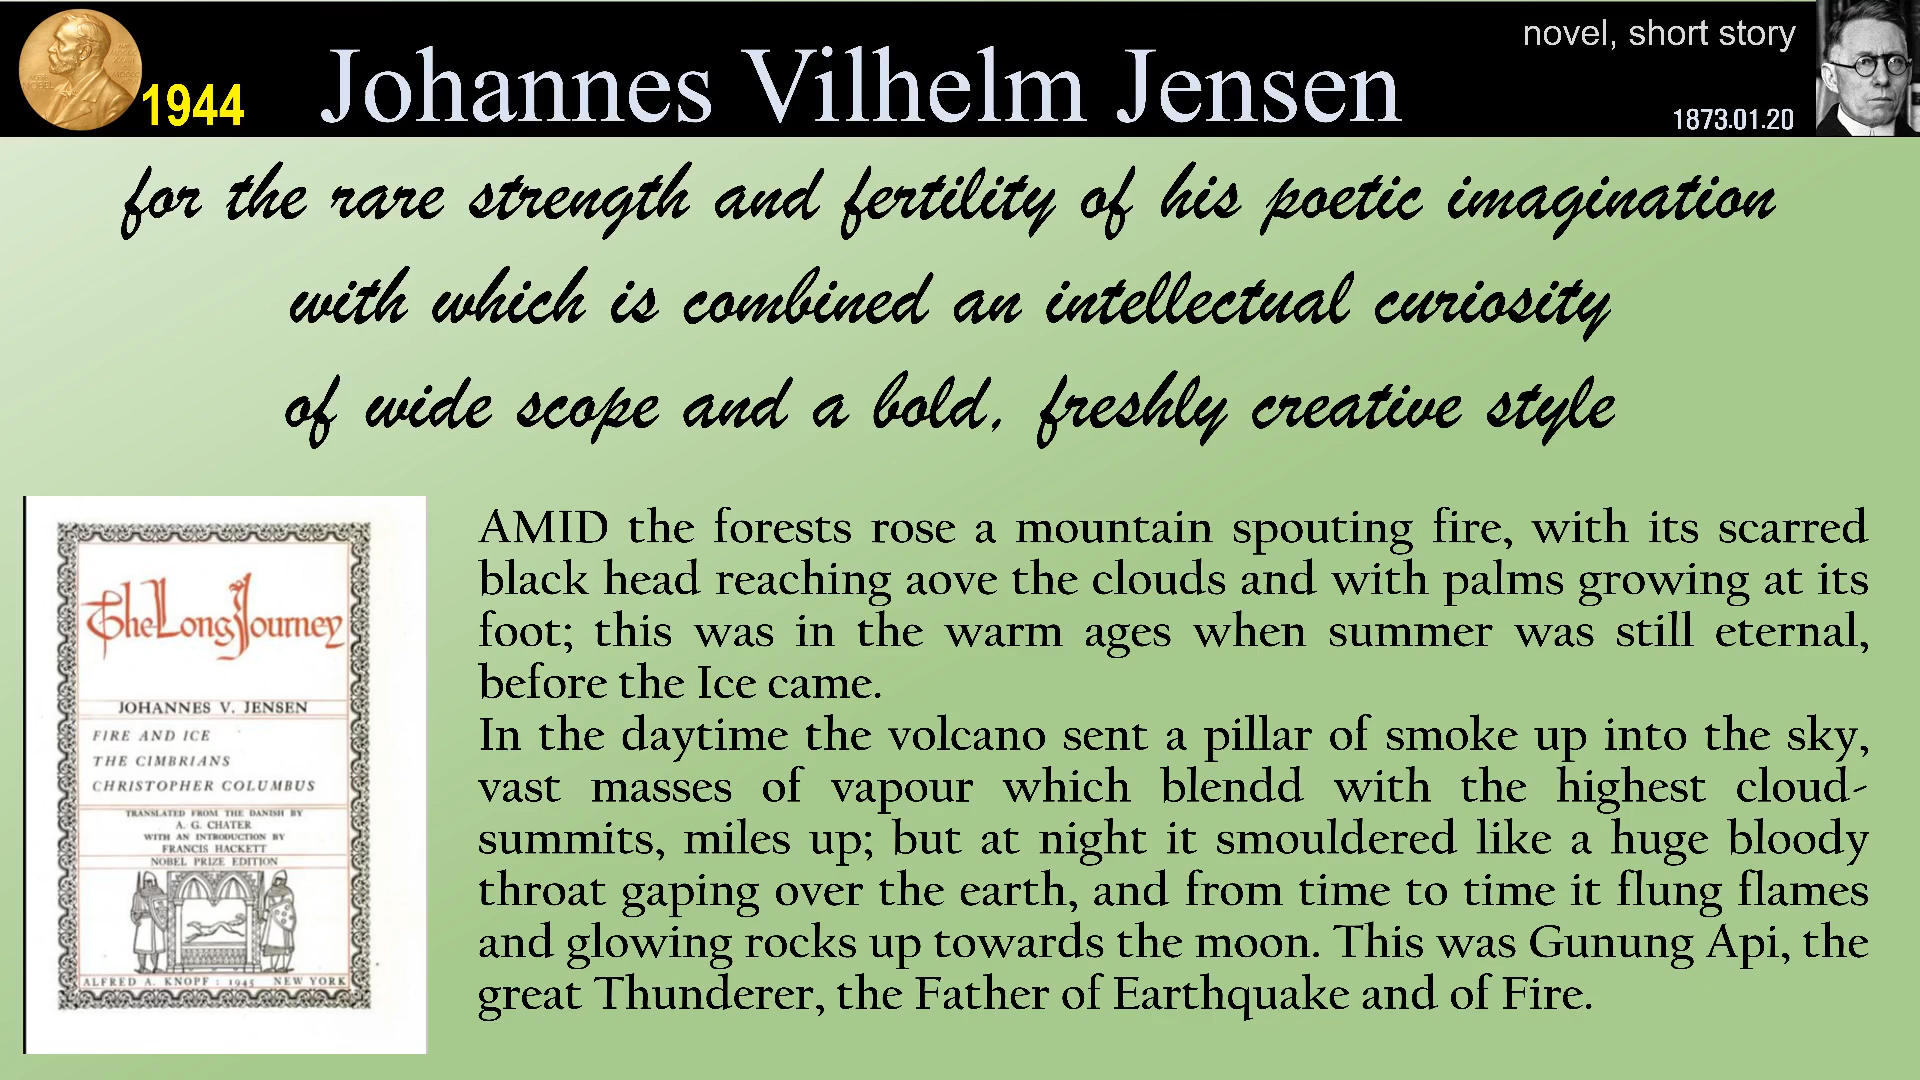 1944
Johannes Vilhelm Jensen
novel, short story
1873.01.20
for the rare strength and fertility of his poetic imagination
with which is combined an intellectual curiosity
of wide scope and a bold, freshly creative style
The Long Journey
JOHANNES V. JENSEN
FIRE AND ICE
THE CIMBRIANS
CHRISTOPHER COLUMBUS
TRANSLATED FROM THE DANISH BY
A. G. CHATER
WITH AN INTRODUCTION BY
FRANCIS HACKETT
NOBEL PRIZE EDITION
ALFRED A. KNOPF : 1945 NEW YORK
AMID the forests rose a mountain spouting fire, with its scarred
black head reaching aove the clouds and with palms growing at its
foot; this was in the warm ages when summer was still eternal,
before the Ice came.
In the daytime the volcano sent a pillar of smoke up into the sky,
vast masses of vapour which blendd with the highest cloud-
summits, miles up; but at night it smouldered like a huge bloody
throat gaping over the earth, and from time to time it flung flames
and glowing rocks up towards the moon. This was Gunung Api, the
great Thunderer, the Father of Earthquake and of Fire.